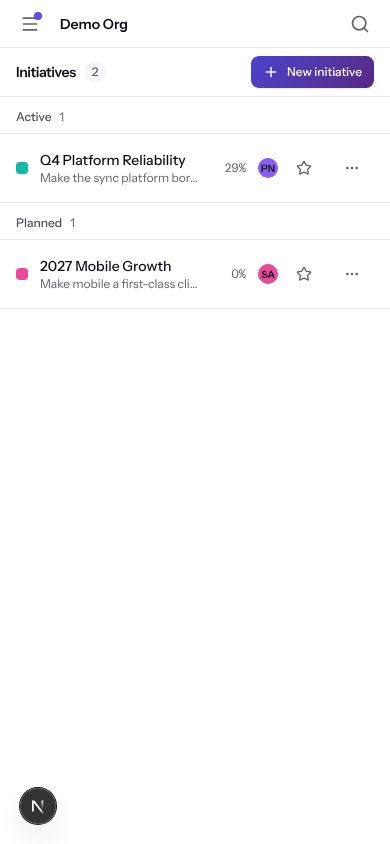 Demo Org
Initiatives 2
New initiative
Active 1
Q4 Platform Reliability
Make the sync platform bor...
29%
PN
Planned 1
2027 Mobile Growth
Make mobile a first-class cli...
0%
SA
N